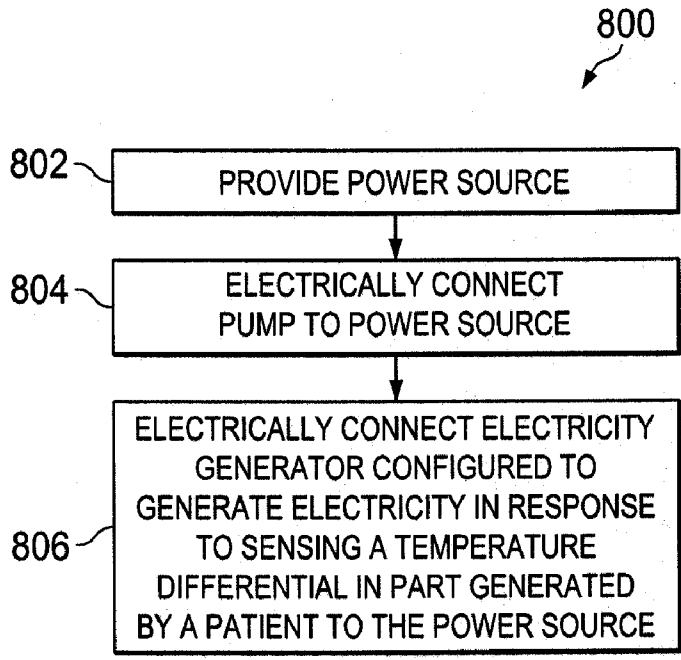 800
802
PROVIDE POWER SOURCE
804
ELECTRICALLY CONNECT
PUMP TO POWER SOURCE
806
ELECTRICALLY CONNECT ELECTRICITY
GENERATOR CONFIGURED TO
GENERATE ELECTRICITY IN RESPONSE
TO SENSING A TEMPERATURE
DIFFERENTIAL IN PART GENERATED
BY A PATIENT TO THE POWER SOURCE